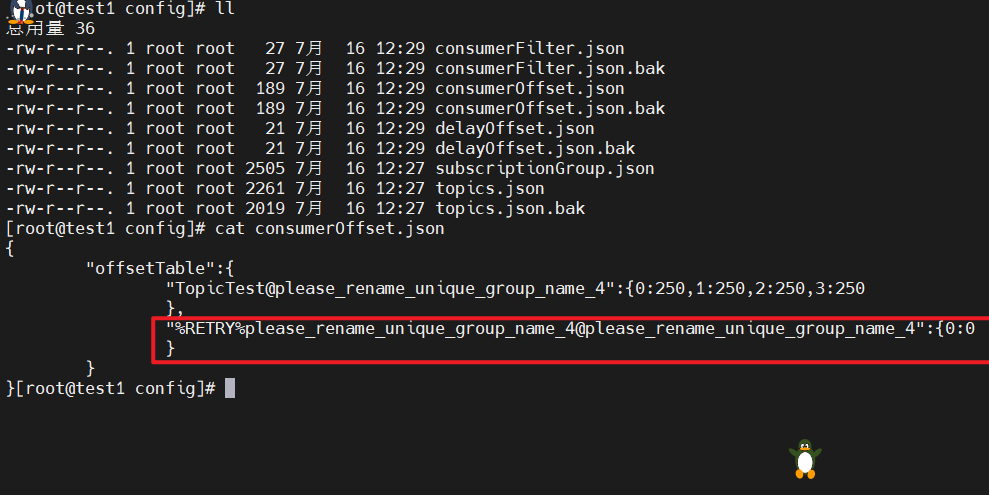 ot@test1 config]# ll
总用量 36
-rw-r--r--. 1 root root   27 7月  16 12:29 consumerFilter.json
-rw-r--r--. 1 root root   27 7月  16 12:29 consumerFilter.json.bak
-rw-r--r--. 1 root root  189 7月  16 12:29 consumerOffset.json
-rw-r--r--. 1 root root  189 7月  16 12:29 consumerOffset.json.bak
-rw-r--r--. 1 root root   21 7月  16 12:29 delayOffset.json
-rw-r--r--. 1 root root   21 7月  16 12:29 delayOffset.json.bak
-rw-r--r--. 1 root root 2505 7月  16 12:27 subscriptionGroup.json
-rw-r--r--. 1 root root 2261 7月  16 12:27 topics.json
-rw-r--r--. 1 root root 2019 7月  16 12:27 topics.json.bak
[root@test1 config]# cat consumerOffset.json
{
        "offsetTable":{
                "TopicTest@please_rename_unique_group_name_4":{0:250,1:250,2:250,3:250
                },
                "%RETRY%please_rename_unique_group_name_4@please_rename_unique_group_name_4":{0:0
                }
        }
}[root@test1 config]#